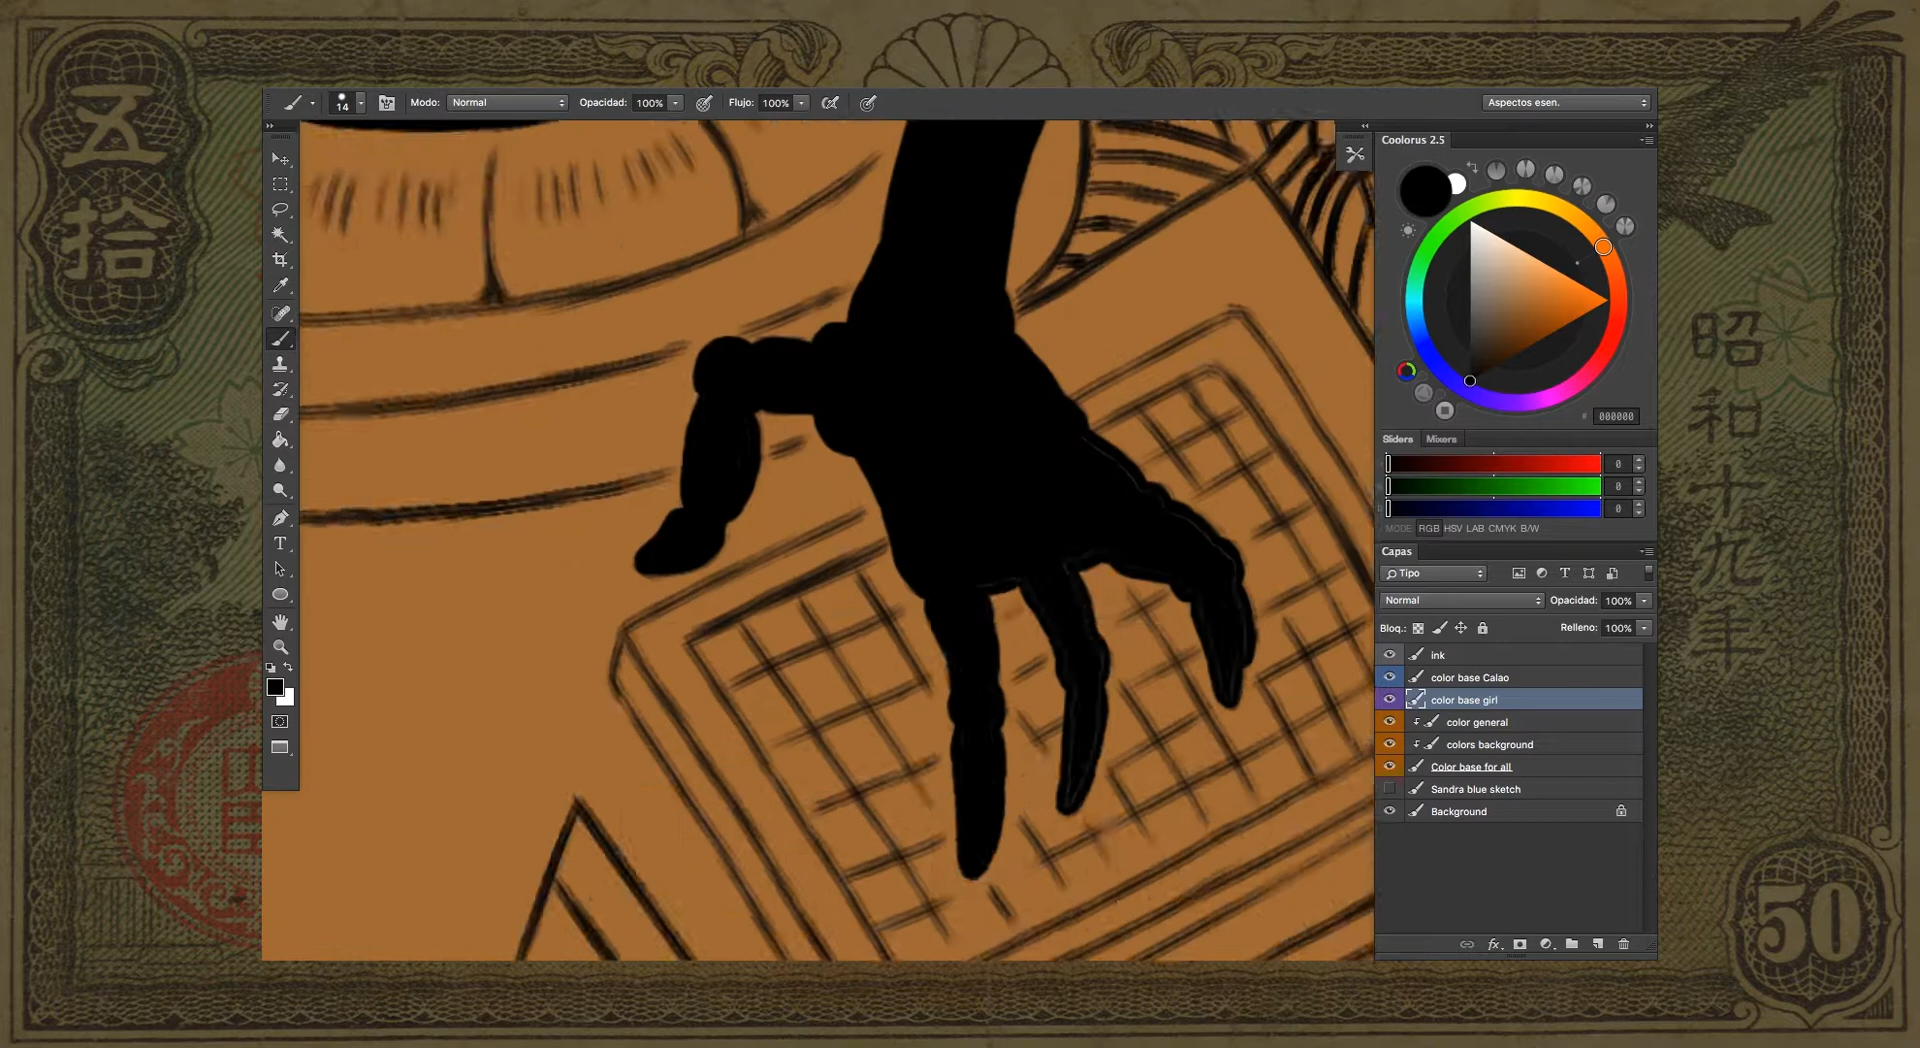 五
拾
14
Modo:
Normal
Opacidad:
100%
Flujo:
100%
Aspectos esen.
Coolorus 2.5
# 000000
Sliders
Mixers
0
0
0
MODE
RGB
HSV
LAB
CMYK
B/W
Capas
Tipo
Normal
Opacidad:
100%
Bloq.:
Relleno:
100%
ink
color base Calao
color base girl
color general
colors background
Color base for all
Sandra blue sketch
Background
fx
昭和十九年
50